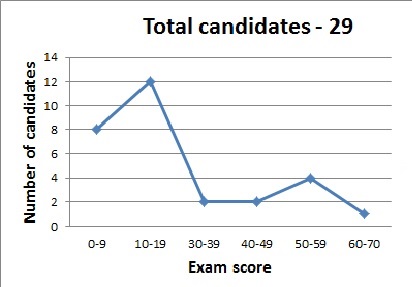 Total candidates - 29
Number of candidates
14
12
10
8
6
4
2
0
0-9 10-19 30-39 40-49 50-59 60-70
Exam score